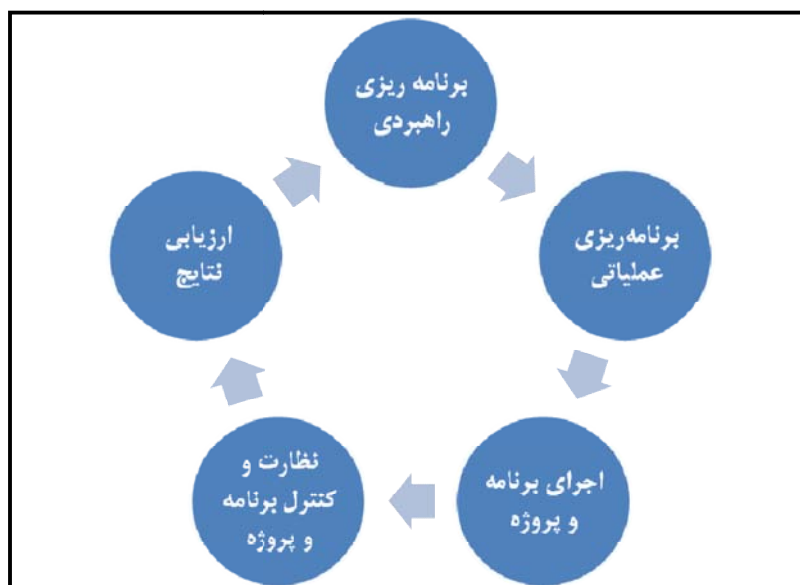 برنامه ریزی
راهبردی
برنامه‌ریزی
عملیاتی
اجرای برنامه
و پروژه
نظارت و
کنترل برنامه
و پروژه
ارزیابی
نتایج